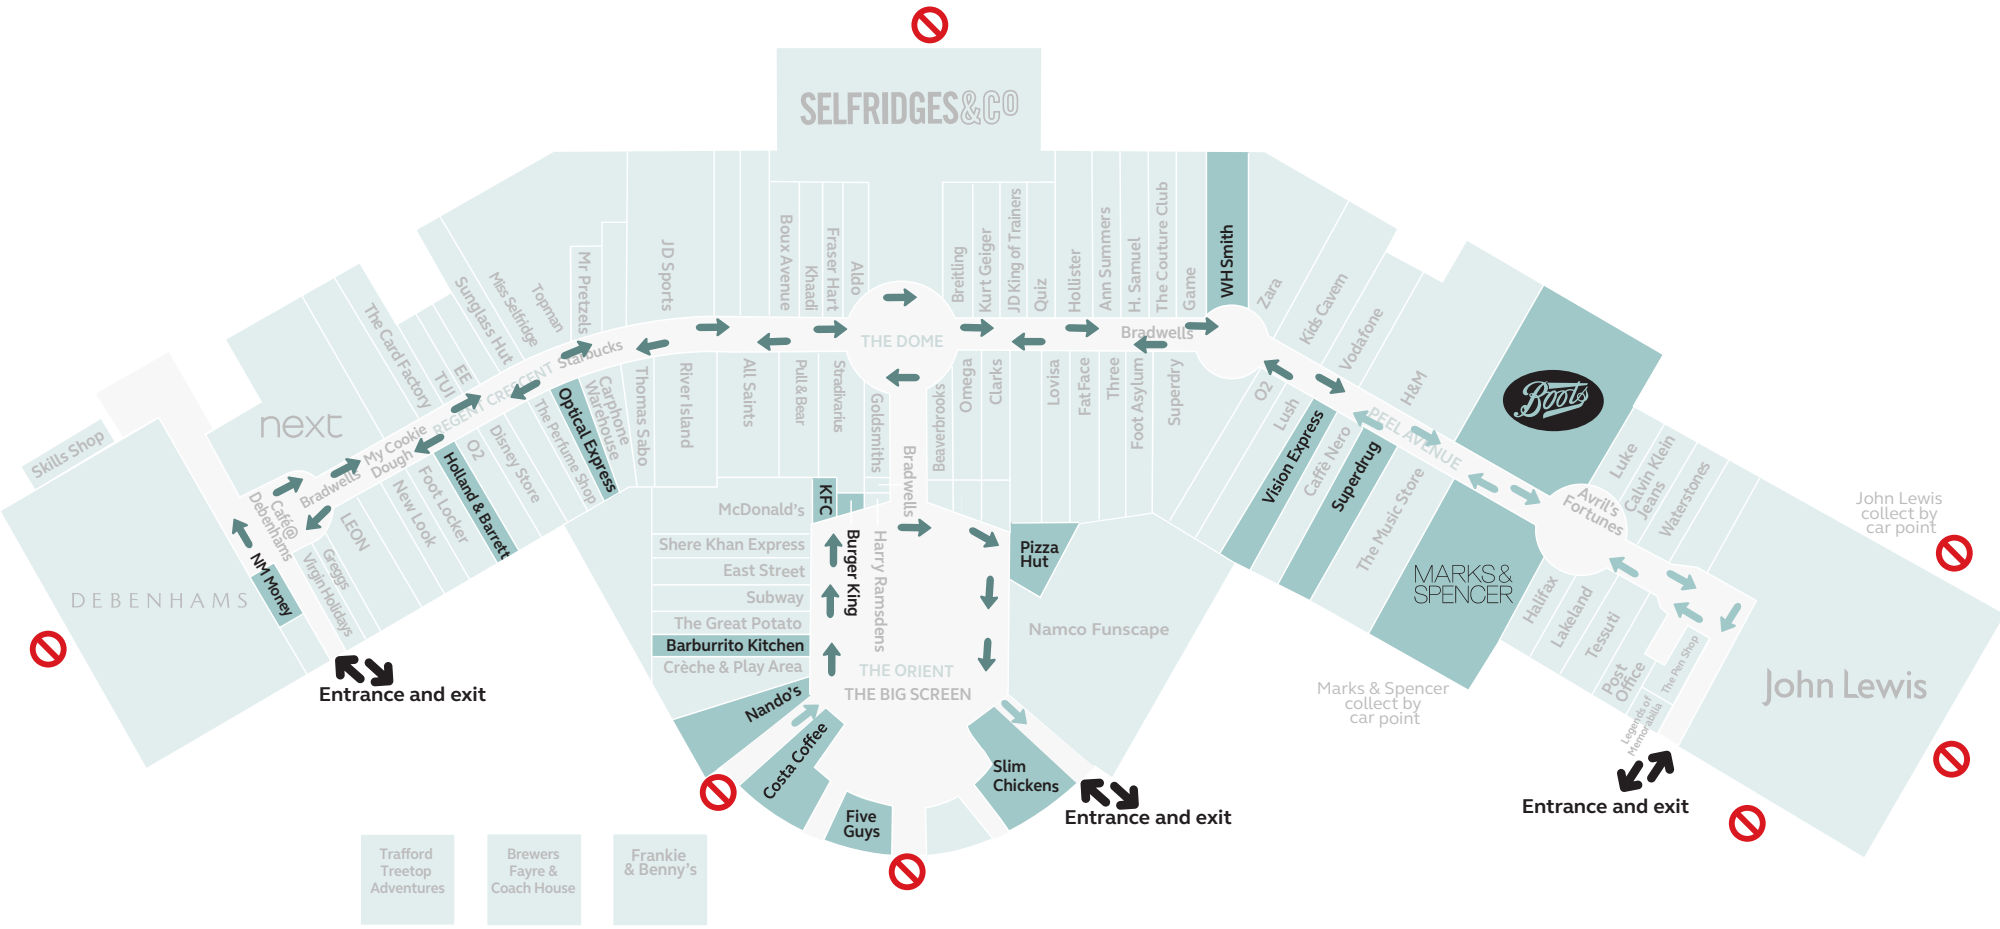 SELFRIDGES&CO
Skills Shop
DEBENHAMS
NM Money
Café@
Debenhams
next
Bradwells
My Cookie
Dough
REGENT CRESCENT
Starbucks
The Card Factory
TUI
EE
Sunglass Hut
Miss Selfridge
Topman
Mr Pretzels
JD Sports
Boux Avenue
Khaadi
Fraser Hart
Aldo
THE DOME
Breitling
Kurt Geiger
JD King of Trainers
Quiz
Hollister
Ann Summers
H. Samuel
The Couture Club
Game
WHSmith
Bradwells
Zara
Kids Cavern
Vodafone
H&M
PEEL AVENUE
Boots
Avril's
Fortunes
Luke
Calvin Klein
Jeans
Waterstones
John Lewis
collect by
car point
John Lewis
Virgin Holidays
Greggs
LEON
New Look
Foot Locker
Holland & Barrett
O2
Disney Store
The Perfume Shop
Optical Express
Carphone
Warehouse
Thomas Sabo
River Island
All Saints
Pull&Bear
Stradivarius
Goldsmiths
Bradwells
Beaverbrooks
Omega
Clarks
Lovisa
Fat Face
Three
Foot Asylum
Superdry
O2
Lush
Vision Express
Caffè Nero
Superdrug
The Music Store
MARKS&
SPENCER
Halifax
Lakeland
Tessuti
Post
Office
The Pen Shop
Legends of
Memorabilia
Marks & Spencer
collect by
car point
McDonald's
KFC
Shere Khan Express
East Street
Subway
The Great Potato
Barburrito Kitchen
Crèche & Play Area
Burger King
Harry Ramsdens
Pizza
Hut
Namco Funscape
THE ORIENT
THE BIG SCREEN
Nando's
Costa Coffee
Five
Guys
Slim
Chickens
Entrance and exit
Entrance and exit
Entrance and exit
Trafford
Treetop
Adventures
Brewers
Fayre &
Coach House
Frankie
& Benny's